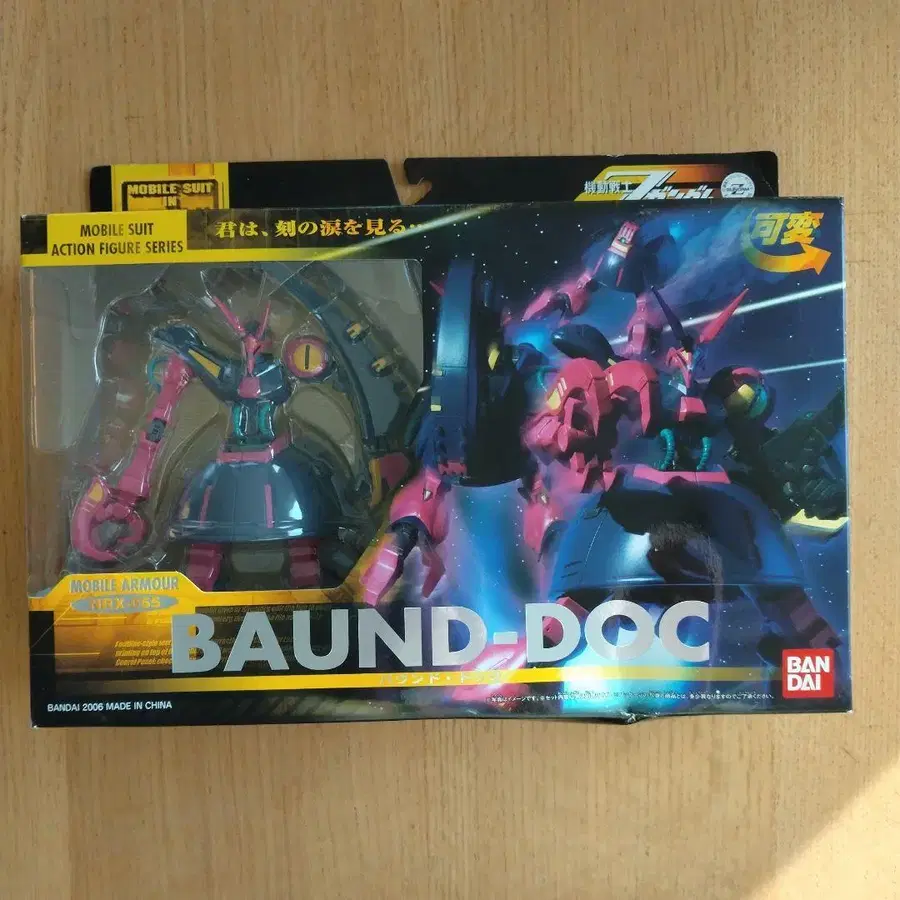 MOBILE SUIT
IN
機動戦士
Zガンダム
MOBILE SUIT
ACTION FIGURE SERIES
君は、刻の涙を見る…
可変
MOBILE ARMOUR
NRX-055
BAUND-DOC
バウンド・ドック
BAN
DAI
BANDAI 2006 MADE IN CHINA